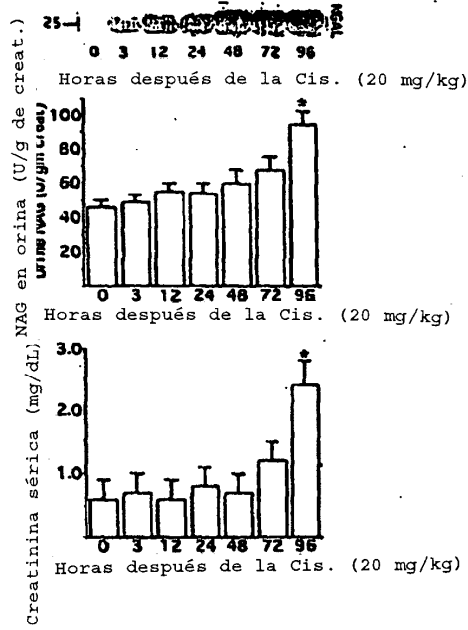 25
NGAL
0 3 12 24 48 72 96
Horas después de la Cis. (20 mg/kg)
NAG en orina (U/g de creat.)
100
80
60
40
20
*
0 3 12 24 48 72 96
Horas después de la Cis. (20 mg/kg)
Creatinina sérica (mg/dL)
3.0
2.0
1.0
*
0 3 12 24 48 72 96
Horas después de la Cis. (20 mg/kg)